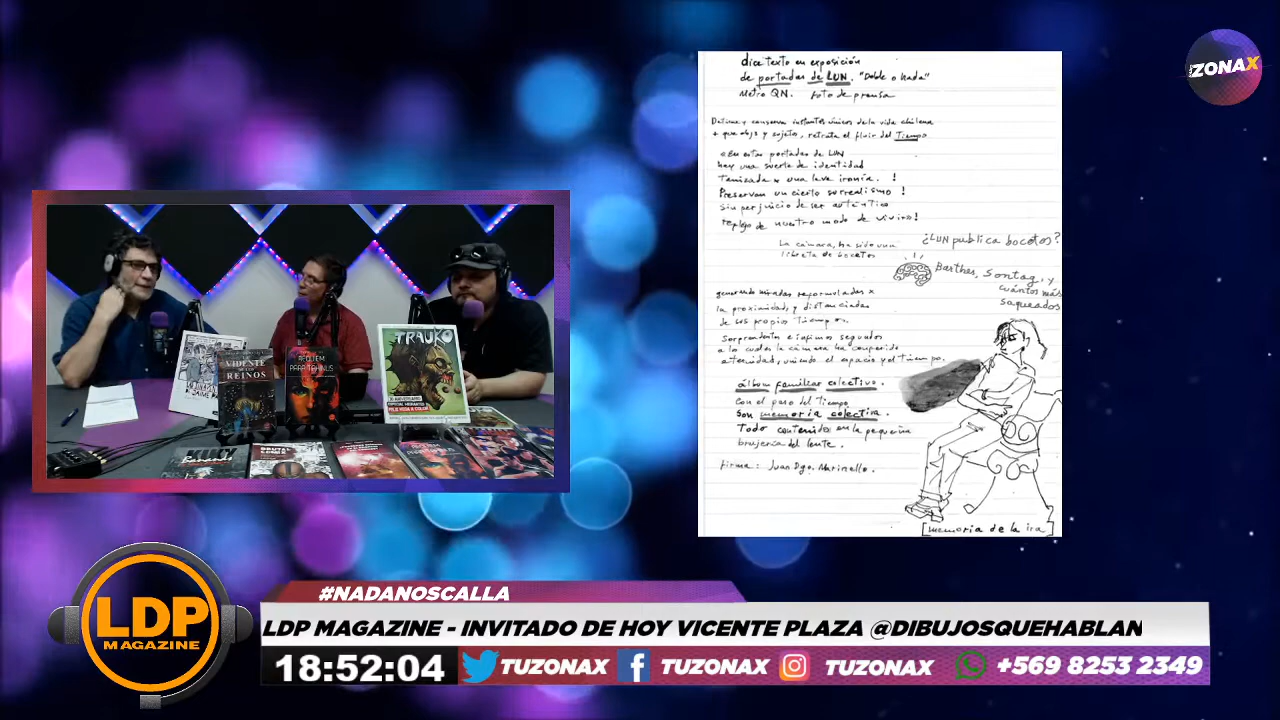 dice texto en exposición
de portadas de LUN. "Doble o Nada"
Metro QN. foto de prensa
Detiene y conserva instantes únicos de la vida chilena
+ que objs y sujetos, retrata el fluir del Tiempo
«En estas portadas de LUN
hay una suerte de identidad
Tamizada x una leve ironía. !
Preservan un cierto surrealismo !
Sin perjuicio de ser auténtico
reflejo de nuestro modo de vivir»!
La cámara, ha sido una
libreta de bocetos
¿LUN publica bocetos?
Barthes, Sontag, y
cuántos más
saqueados
generando miradas reformuladas x
la proximidad, y distanciadas
de sus propios Tiempos.
Sorprendentes e ínfimos segundos
a los cuales la cámara ha conferido
eternidad, uniendo el espacio y el tiempo.
álbum familiar colectivo.
Con el paso del Tiempo
Son memoria colectiva.
Todo contenido en la pequeña
brujería del lente.
Firma: Juan Dgo. Marinello.
[memoria de la ira]
ZONAX
TRAUKO
VIDENTE
DE LOS
REINOS
REQUIEM
BRUTAL
LDP
MAGAZINE
#NADANOSCALLA
LDP MAGAZINE - INVITADO DE HOY VICENTE PLAZA @DIBUJOSQUEHABLAN
18:52:04 TUZONAX TUZONAX TUZONAX +569 8253 2349